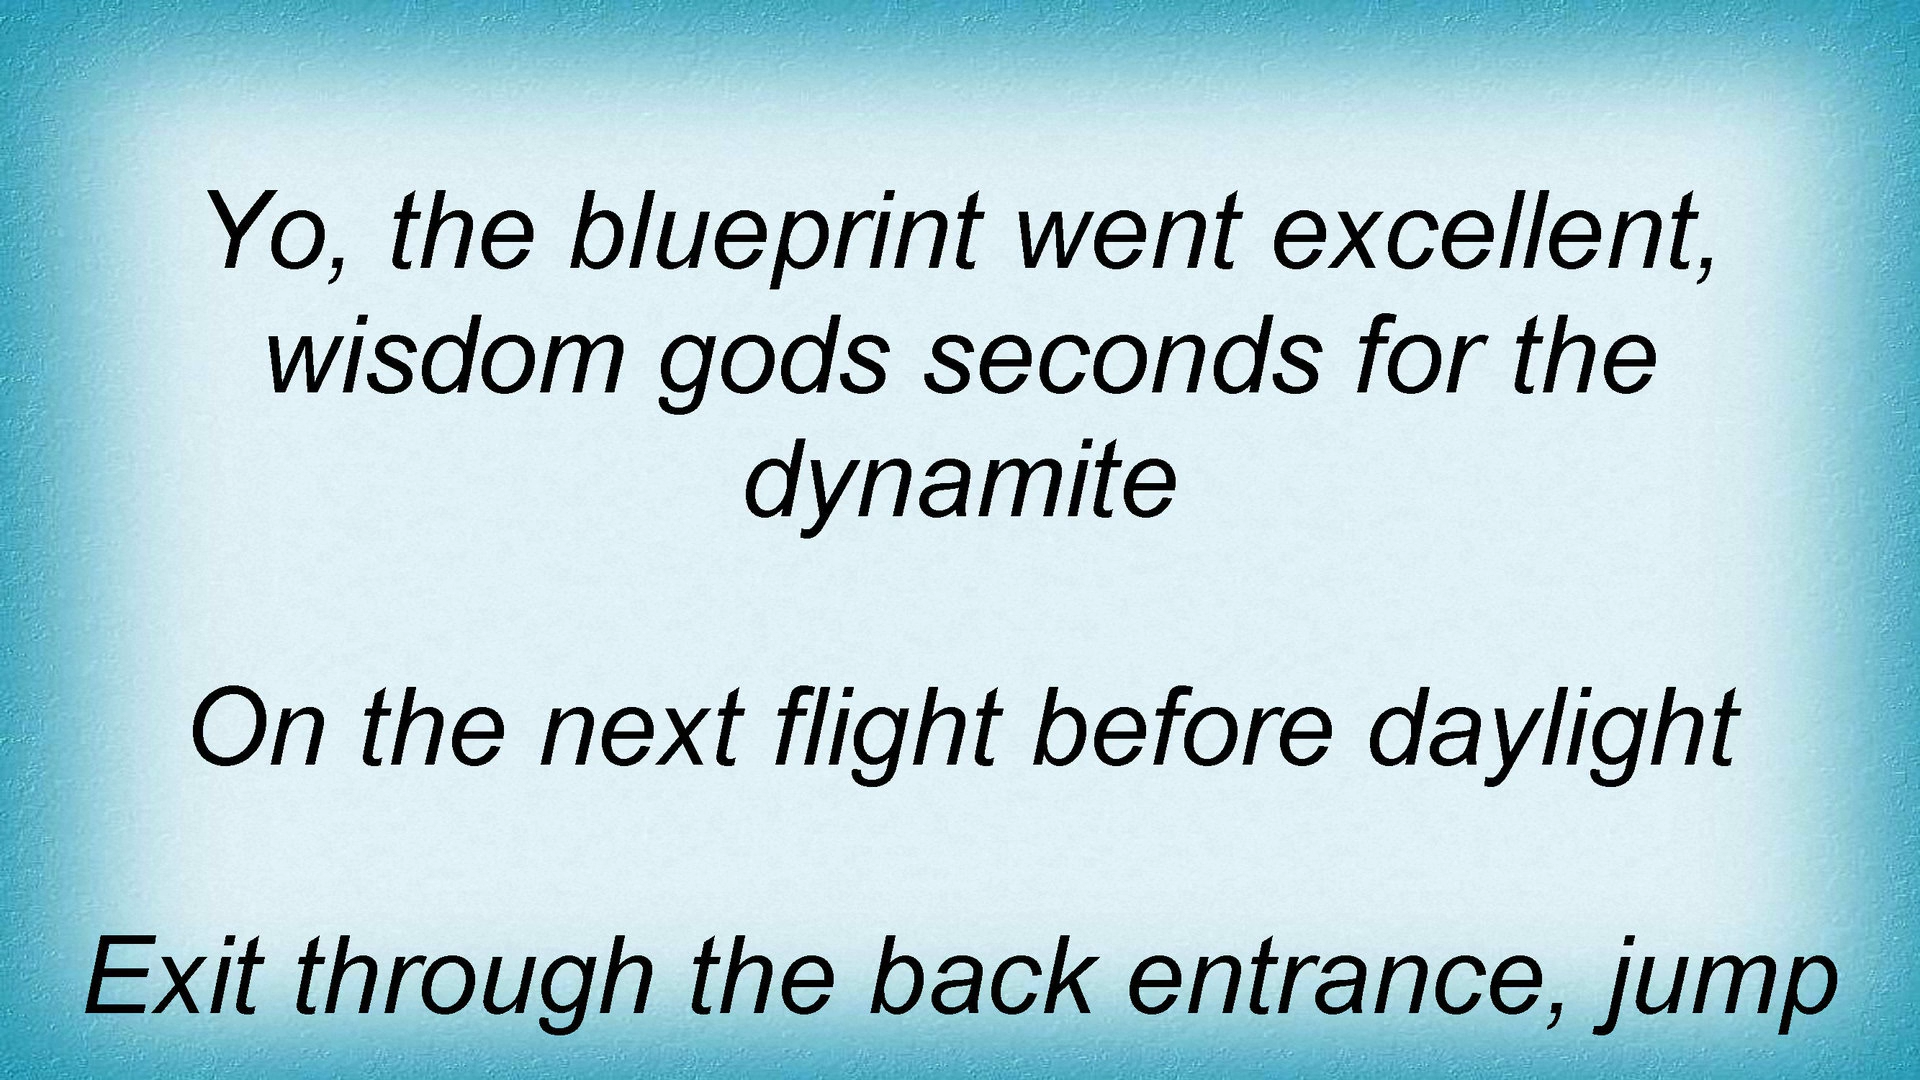 Yo, the blueprint went excellent,
wisdom gods seconds for the
dynamite
On the next flight before daylight
Exit through the back entrance, jump